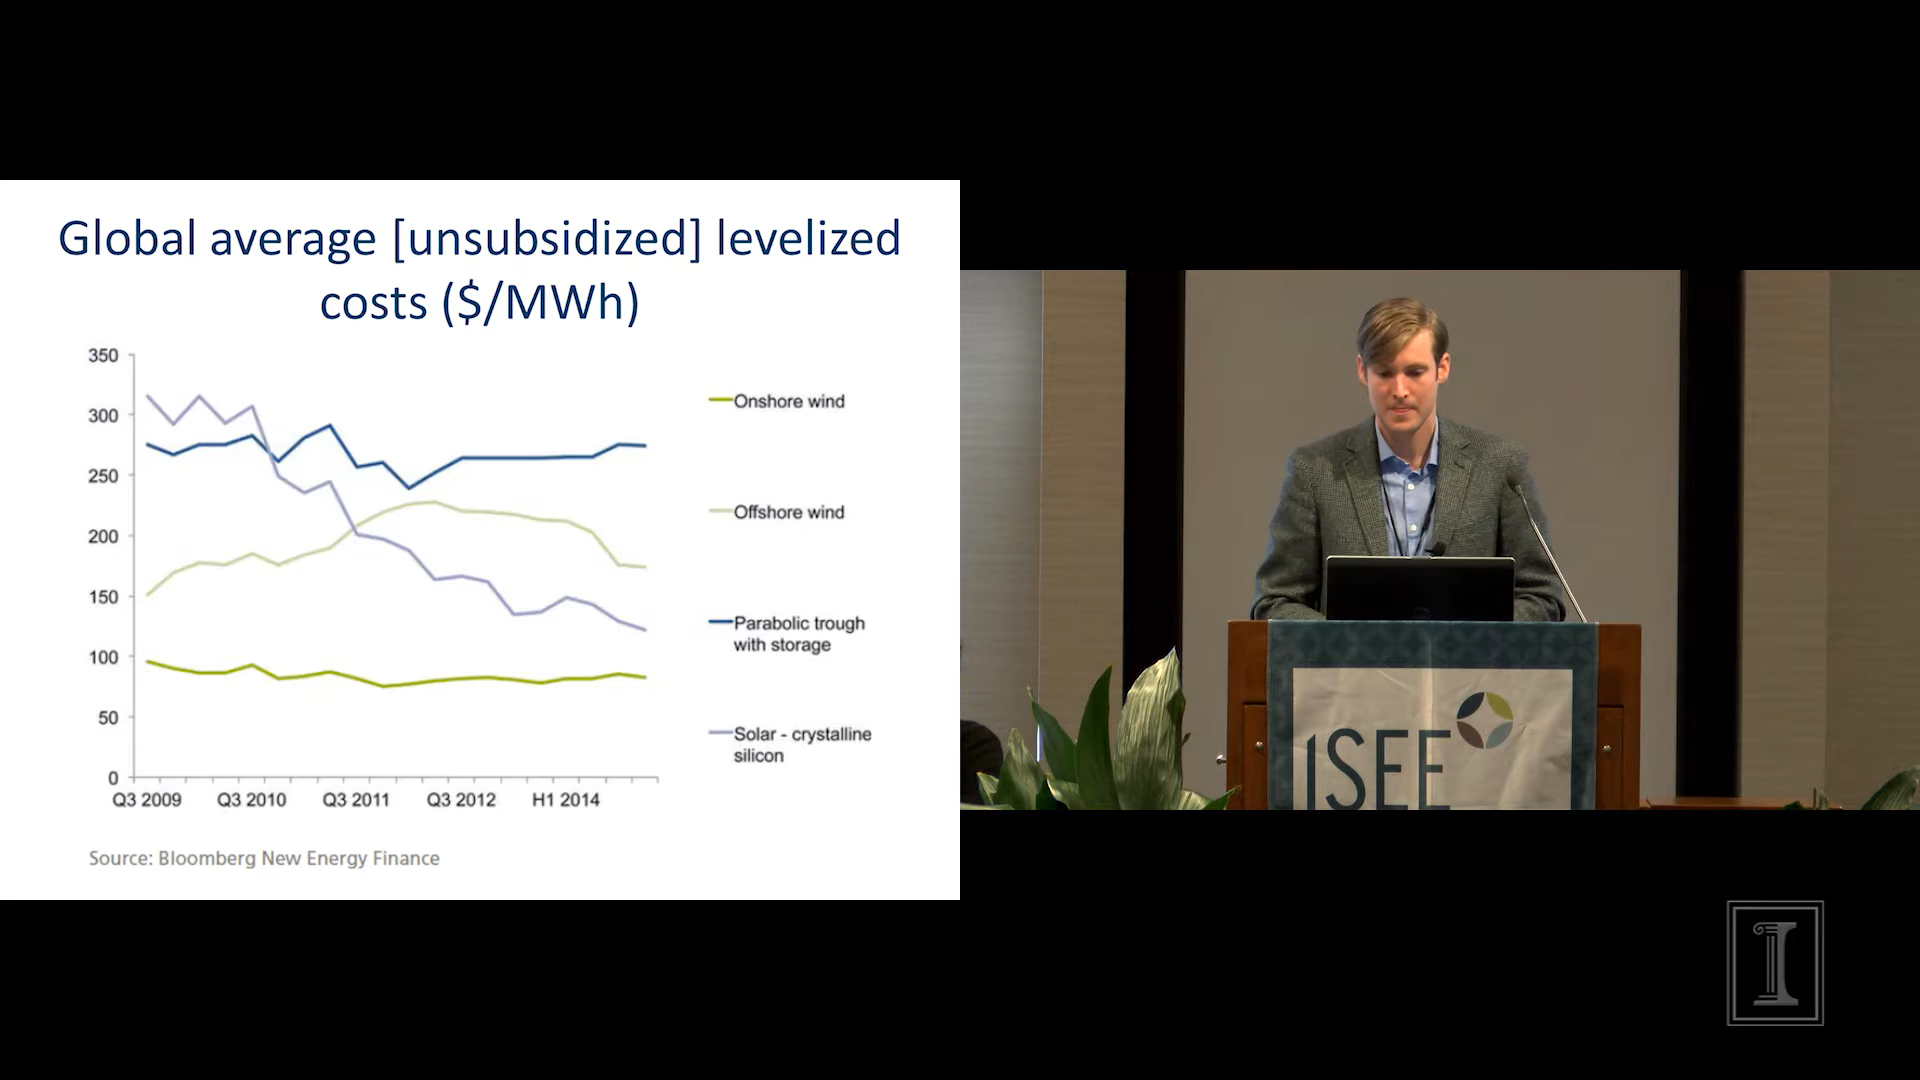 Global average [unsubsidized] levelized
costs ($/MWh)
350
300
250
200
150
100
50
0
Q3 2009
Q3 2010
Q3 2011
Q3 2012
H1 2014
Onshore wind
Offshore wind
Parabolic trough
with storage
Solar - crystalline
silicon
Source: Bloomberg New Energy Finance
iSEE
I